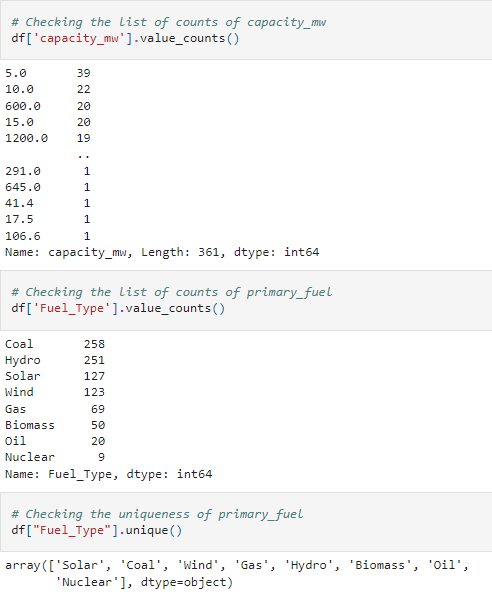 # Checking the list of counts of capacity_mw
df['capacity_mw'].value_counts()
5.0 39
10.0 22
600.0 20
15.0 20
1200.0 19
..
291.0 1
645.0 1
41.4 1
17.5 1
106.6 1
Name: capacity_mw, Length: 361, dtype: int64
# Checking the list of counts of primary_fuel
df['Fuel_Type'].value_counts()
Coal 258
Hydro 251
Solar 127
Wind 123
Gas 69
Biomass 50
Oil 20
Nuclear 9
Name: Fuel_Type, dtype: int64
# Checking the uniqueness of primary_fuel
df["Fuel_Type"].unique()
array(['Solar', 'Coal', 'Wind', 'Gas', 'Hydro', 'Biomass', 'Oil',
'Nuclear'], dtype=object)